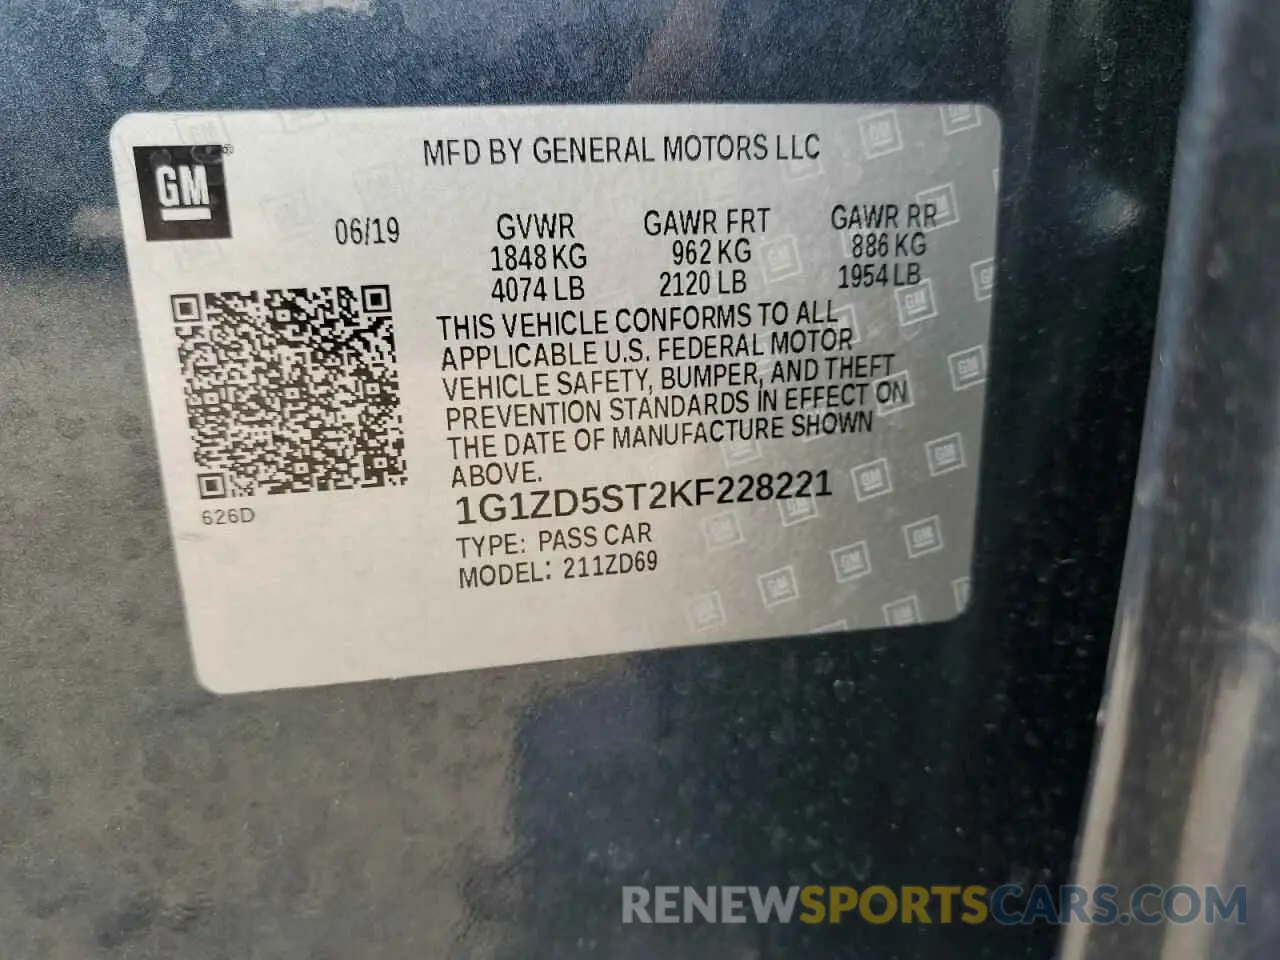 MFD BY GENERAL MOTORS LLC
GM
06/19 GVWR GAWR FRT GAWR RR
1848 KG 962 KG 886 KG
4074 LB 2120 LB 1954 LB
THIS VEHICLE CONFORMS TO ALL
APPLICABLE U.S. FEDERAL MOTOR
VEHICLE SAFETY, BUMPER, AND THEFT
PREVENTION STANDARDS IN EFFECT ON
THE DATE OF MANUFACTURE SHOWN
ABOVE.
626D
1G1ZD5ST2KF228221
TYPE: PASS CAR
MODEL: 211ZD69
RENEWSPORTSCARS.COM